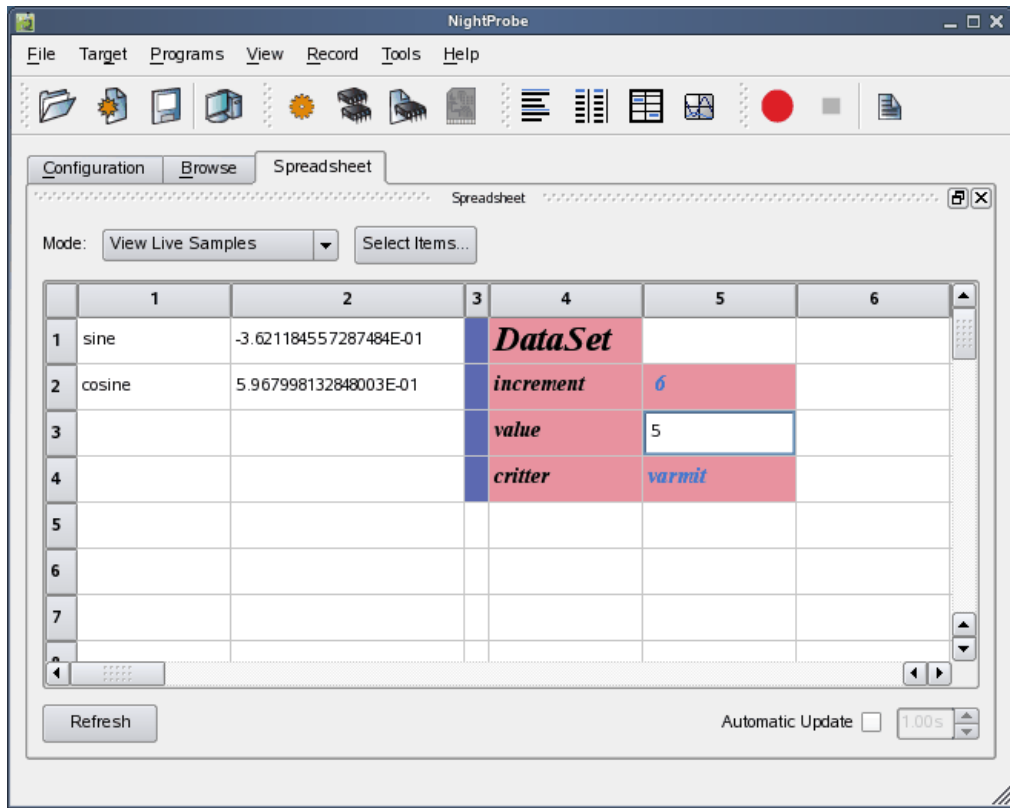 NightProbe
File Target Programs View Record Tools Help
Configuration Browse Spreadsheet
Spreadsheet
Mode: View Live Samples Select Items...
1 2 3 4 5 6
1 sine -3.621184557287484E-01 DataSet
2 cosine 5.967998132848003E-01 increment 6
3 value 5
4 critter varmit
5
6
7
Refresh Automatic Update 1.00s